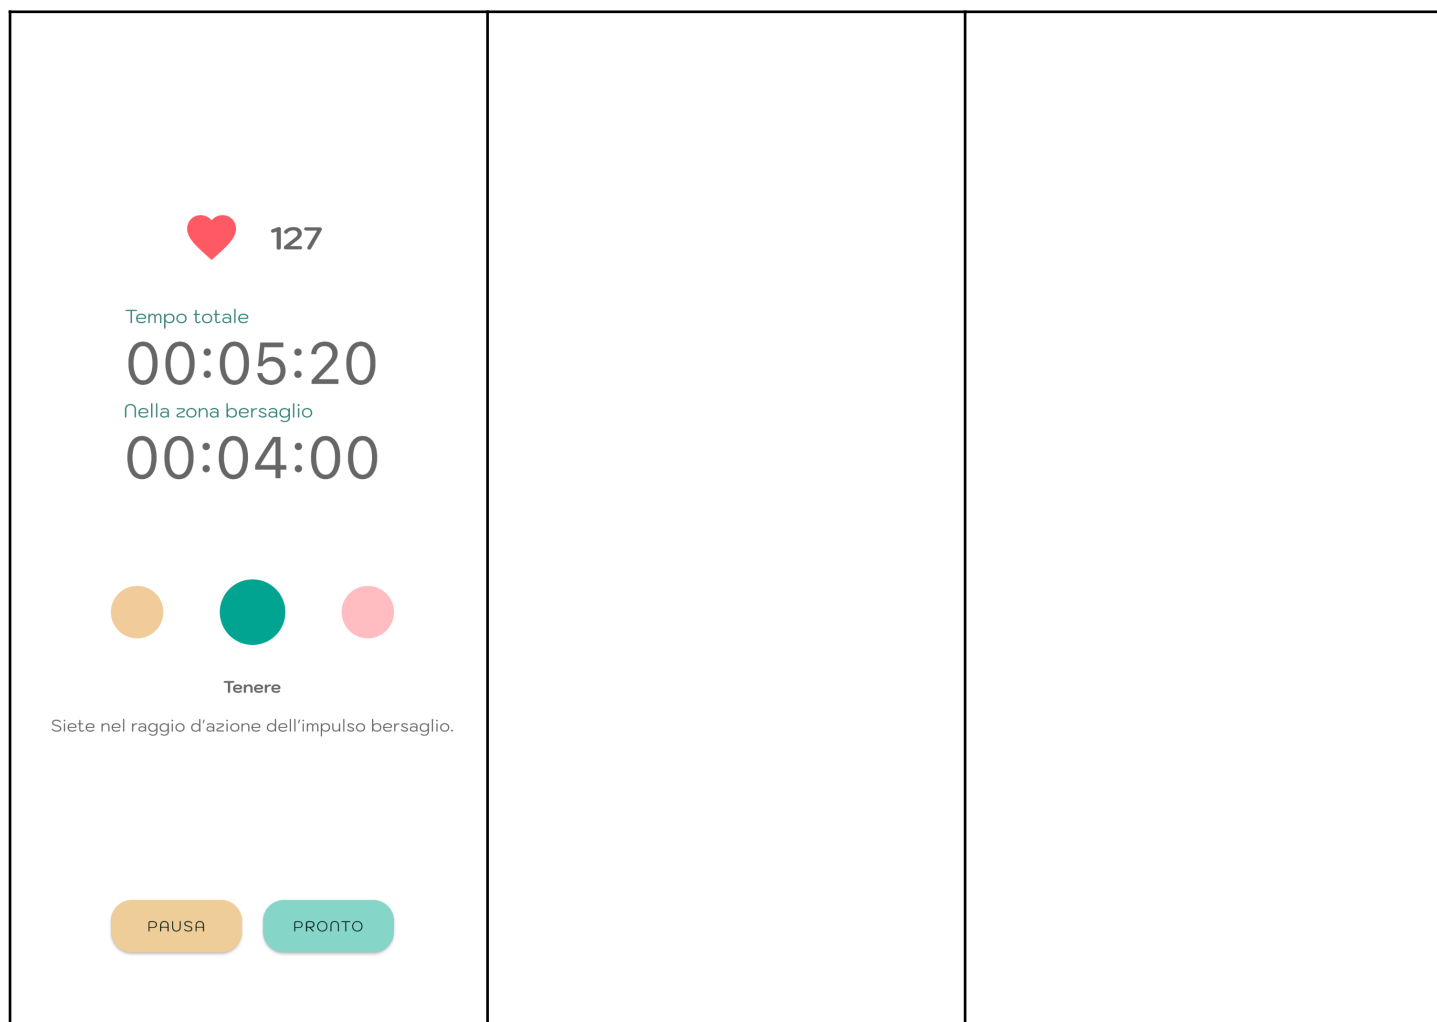 127
Tempo totale
00:05:20
Nella zona bersaglio
00:04:00
Tenere
Siete nel raggio d'azione dell'impulso bersaglio.
PAUSA
PRONTO